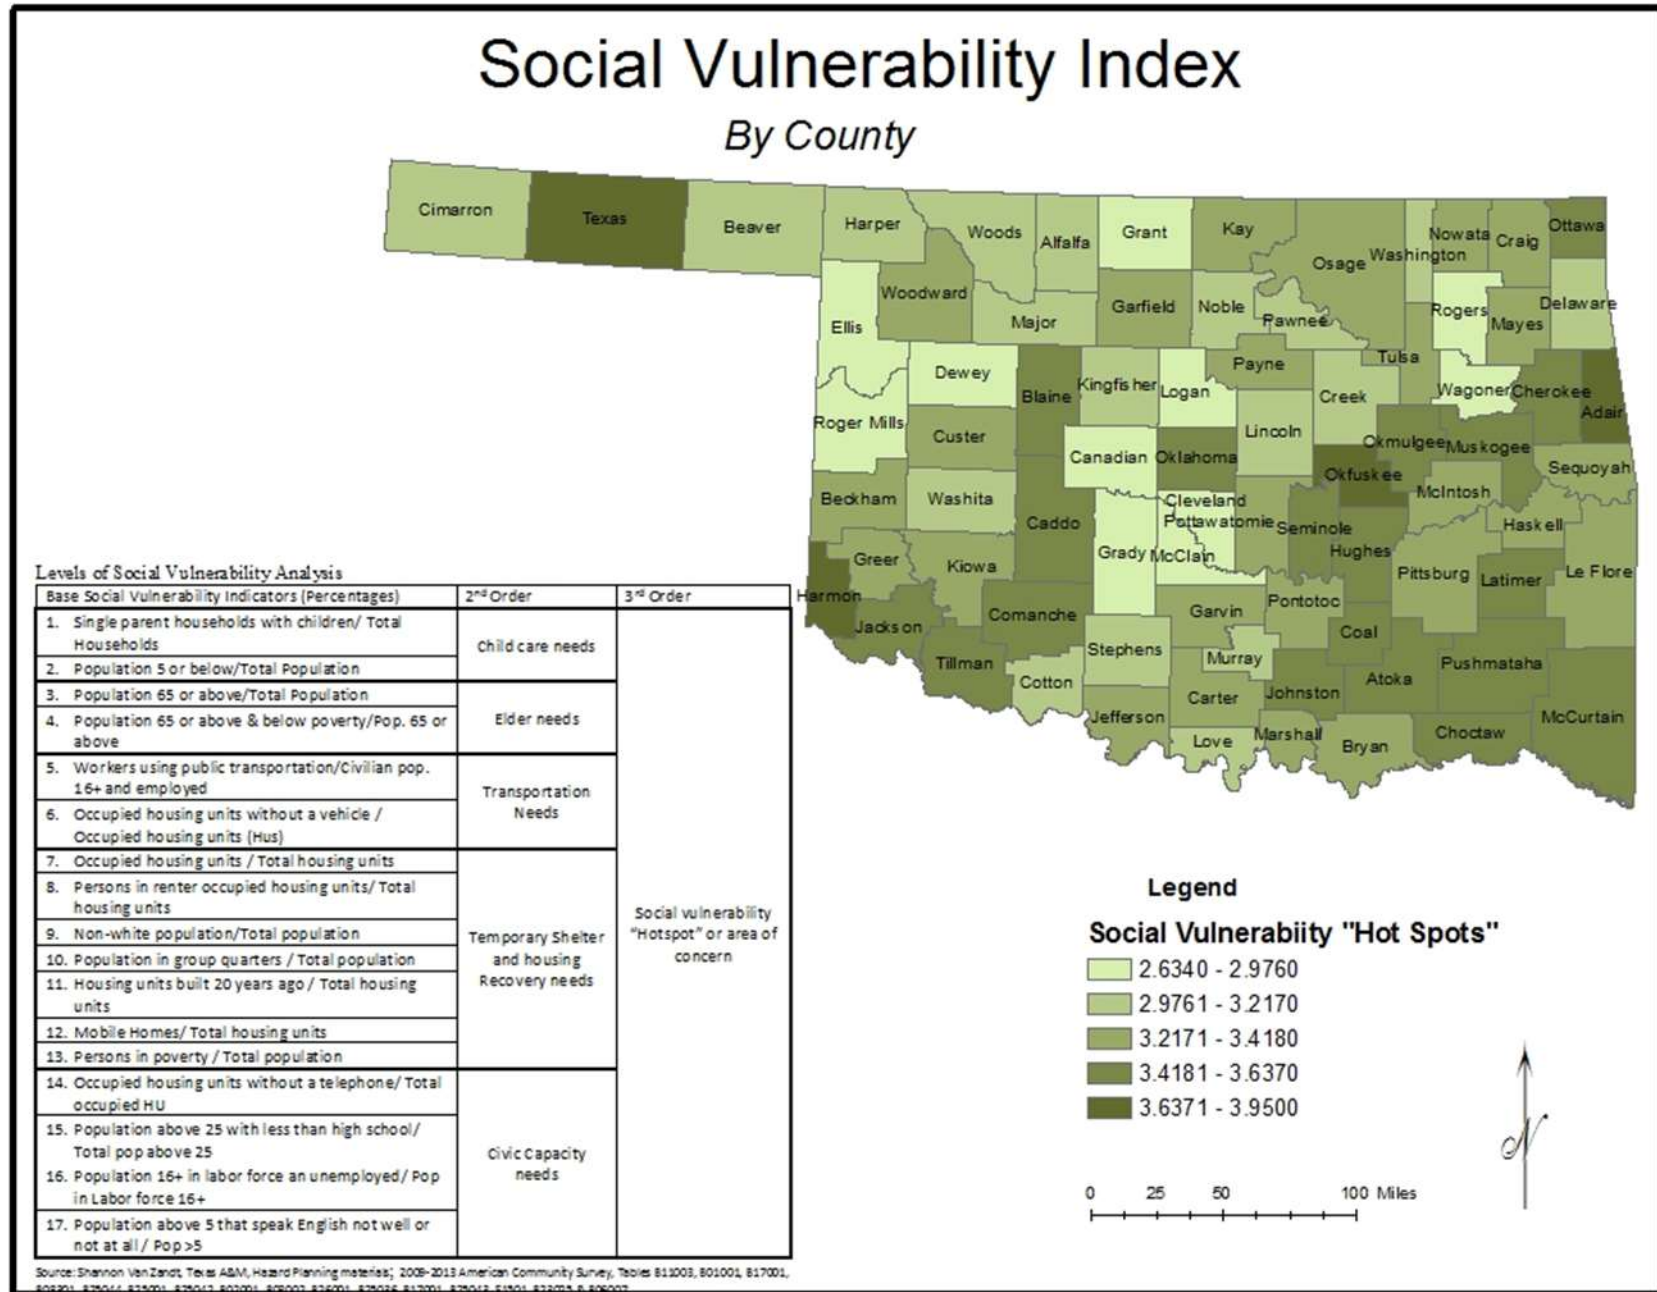 Social Vulnerability Index
By County
Cimarron
Texas
Beaver
Harper
Woods
Alfalfa
Grant
Kay
Osage
Washington
Nowata
Craig
Ottawa
Ellis
Woodward
Major
Garfield
Noble
Pawnee
Rogers
Mayes
Delaware
Dewey
Blaine
Kingfisher
Logan
Payne
Creek
Tulsa
Wagoner
Cherokee
Adair
Roger Mills
Custer
Canadian
Oklahoma
Lincoln
Okmulgee
Muskogee
Sequoyah
Beckham
Washita
Caddo
Cleveland
Pottawatomie
Seminole
Okfuskee
McIntosh
Haskell
Greer
Kiowa
Grady
McClain
Hughes
Pittsburg
Latimer
Le Flore
Harmon
Jackson
Comanche
Garvin
Pontotoc
Coal
Tillman
Cotton
Stephens
Murray
Atoka
Pushmataha
Jefferson
Carter
Johnston
McCurtain
Love
Marshall
Bryan
Choctaw
Levels of Social Vulnerability Analysis
Base Social Vulnerability Indicators (Percentages)
2nd Order
3rd Order
1. Single parent households with children/ Total
Households
2. Population 5 or below/Total Population
Child care needs
3. Population 65 or above/Total Population
4. Population 65 or above & below poverty/Pop. 65 or
above
Elder needs
5. Workers using public transportation/Civilian pop.
16+ and employed
6. Occupied housing units without a vehicle /
Occupied housing units (Hus)
Transportation
Needs
7. Occupied housing units / Total housing units
8. Persons in renter occupied housing units/ Total
housing units
9. Non-white population/Total population
10. Population in group quarters / Total population
11. Housing units built 20 years ago / Total housing
units
12. Mobile Homes/ Total housing units
13. Persons in poverty / Total population
Temporary Shelter
and housing
Recovery needs
14. Occupied housing units without a telephone/ Total
occupied HU
15. Population above 25 with less than high school/
Total pop above 25
16. Population 16+ in labor force an unemployed/ Pop
in Labor force 16+
17. Population above 5 that speak English not well or
not at all / Pop >5
Civic Capacity
needs
Social vulnerability
"Hotspot" or area of
concern
Source: Shannon Van Zandt, Texas A&M, Hazard Planning materials; 2009-2013 American Community Survey, Tables B11003, B01001, B17001,
Legend
Social Vulnerabiity "Hot Spots"
2.6340 - 2.9760
2.9761 - 3.2170
3.2171 - 3.4180
3.4181 - 3.6370
3.6371 - 3.9500
N
0 25 50 100 Miles